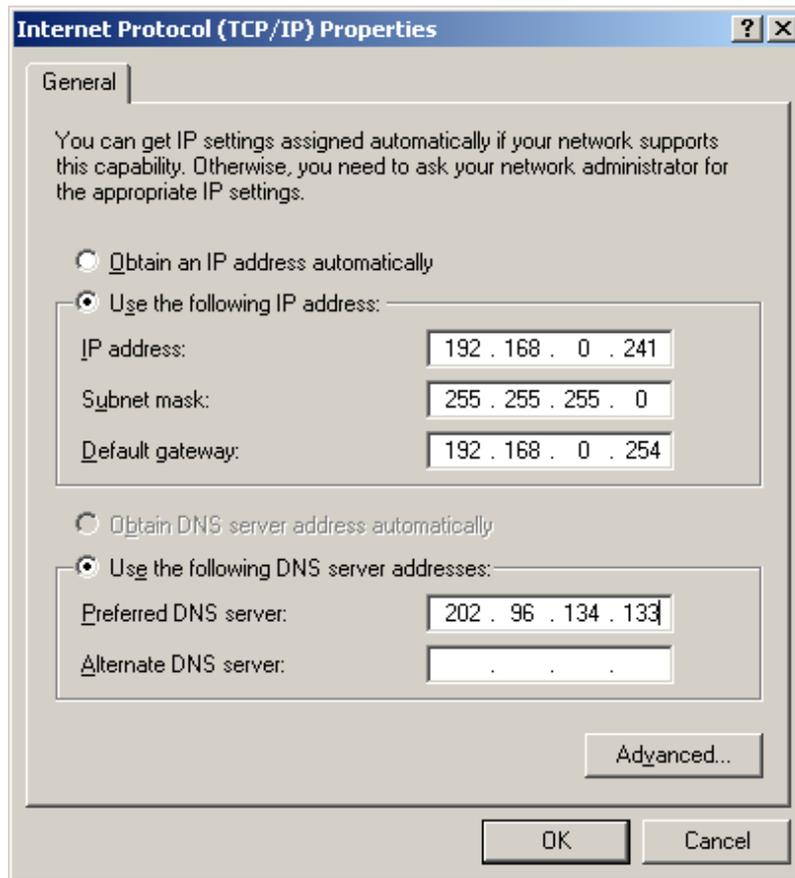 Internet Protocol (TCP/IP) Properties
General
You can get IP settings assigned automatically if your network supports
this capability. Otherwise, you need to ask your network administrator for
the appropriate IP settings.
Obtain an IP address automatically
Use the following IP address:
IP address: 192 . 168 . 0 . 241
Subnet mask: 255 . 255 . 255 . 0
Default gateway: 192 . 168 . 0 . 254
Obtain DNS server address automatically
Use the following DNS server addresses:
Preferred DNS server: 202 . 96 . 134 . 133
Alternate DNS server: . . .
Advanced...
OK Cancel